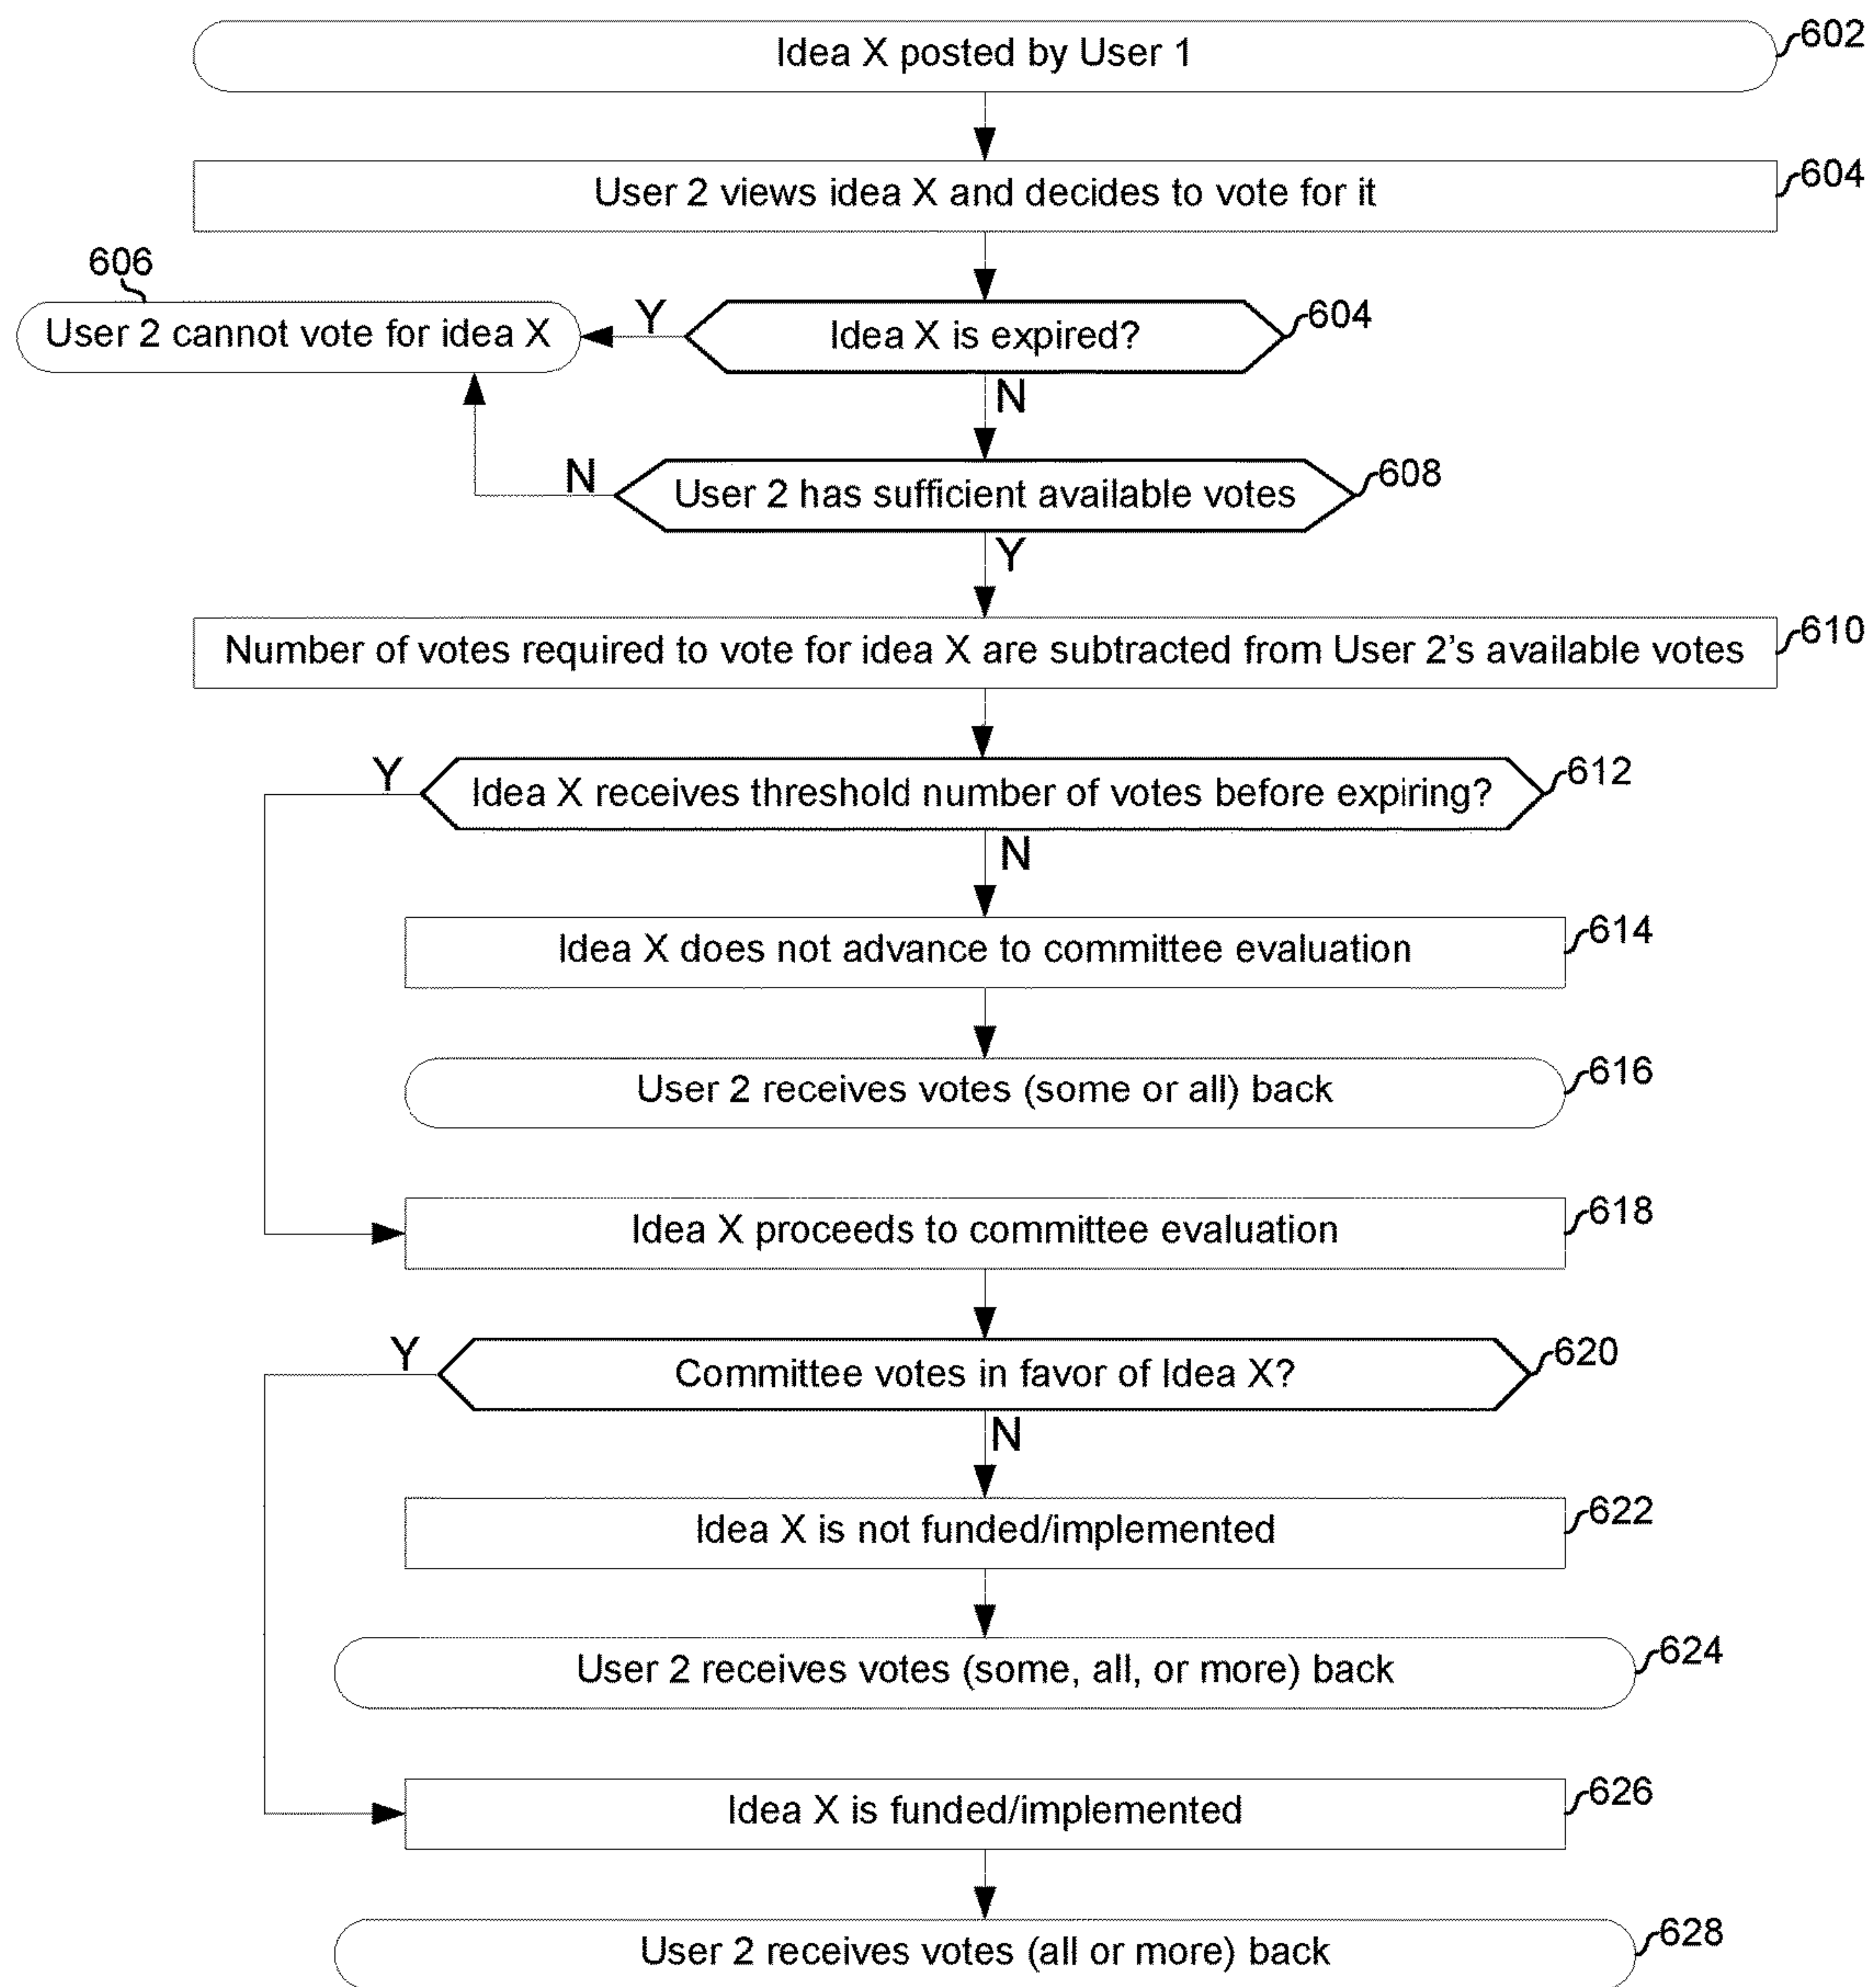 Idea X posted by User 1
602
User 2 views idea X and decides to vote for it
604
606
User 2 cannot vote for idea X
Y
Idea X is expired?
604
N
N
User 2 has sufficient available votes
608
Y
Number of votes required to vote for idea X are subtracted from User 2's available votes
610
Y
Idea X receives threshold number of votes before expiring?
612
N
Idea X does not advance to committee evaluation
614
User 2 receives votes (some or all) back
616
Idea X proceeds to committee evaluation
618
Y
Committee votes in favor of Idea X?
620
N
Idea X is not funded/implemented
622
User 2 receives votes (some, all, or more) back
624
Idea X is funded/implemented
626
User 2 receives votes (all or more) back
628